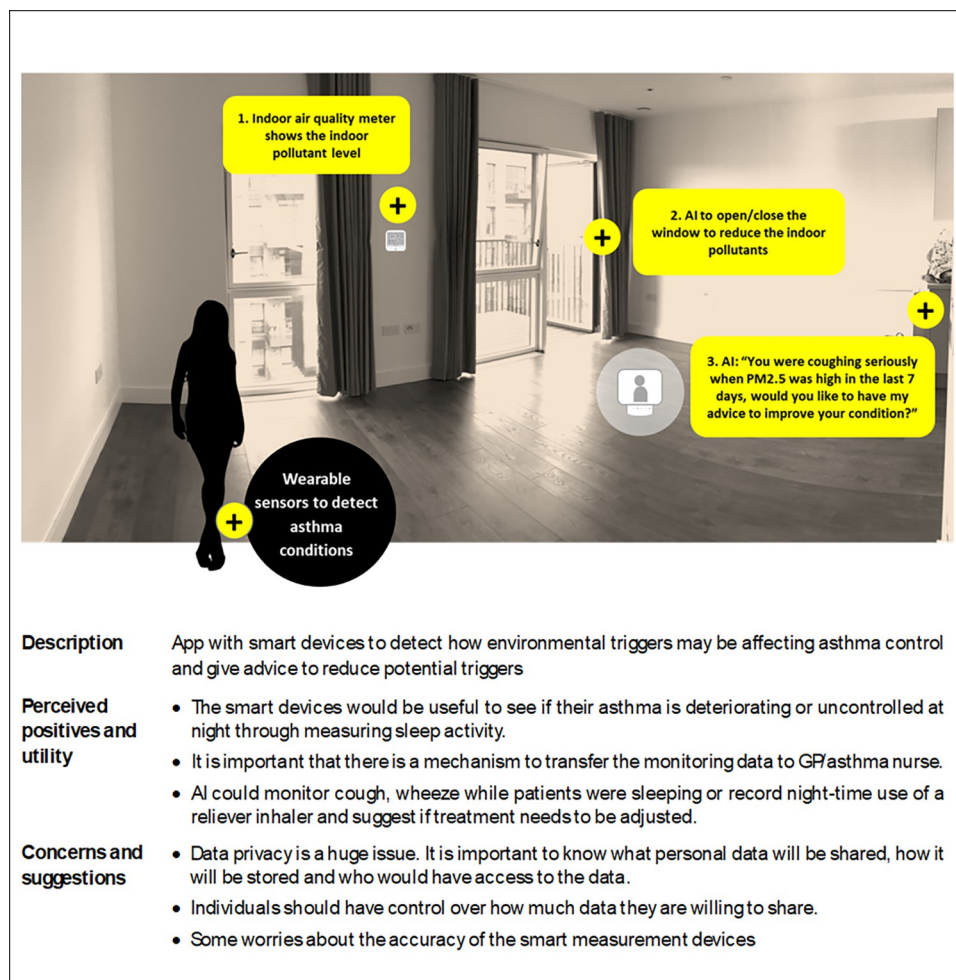 1. Indoor air quality meter
shows the indoor
pollutant level
+
2. AI to open/close the
window to reduce the indoor
pollutants
+
+
3. AI: “You were coughing seriously
when PM2.5 was high in the last 7
days, would you like to have my
advice to improve your condition?”
Wearable
sensors to detect
asthma
conditions
+
Description
App with smart devices to detect how environmental triggers may be affecting asthma control
and give advice to reduce potential triggers
Perceived
positives and
utility
• The smart devices would be useful to see if their asthma is deteriorating or uncontrolled at
night through measuring sleep activity.
• It is important that there is a mechanism to transfer the monitoring data to GP/asthma nurse.
• AI could monitor cough, wheeze while patients were sleeping or record night-time use of a
reliever inhaler and suggest if treatment needs to be adjusted.
Concerns and
suggestions
• Data privacy is a huge issue. It is important to know what personal data will be shared, how it
will be stored and who would have access to the data.
• Individuals should have control over how much data they are willing to share.
• Some worries about the accuracy of the smart measurement devices